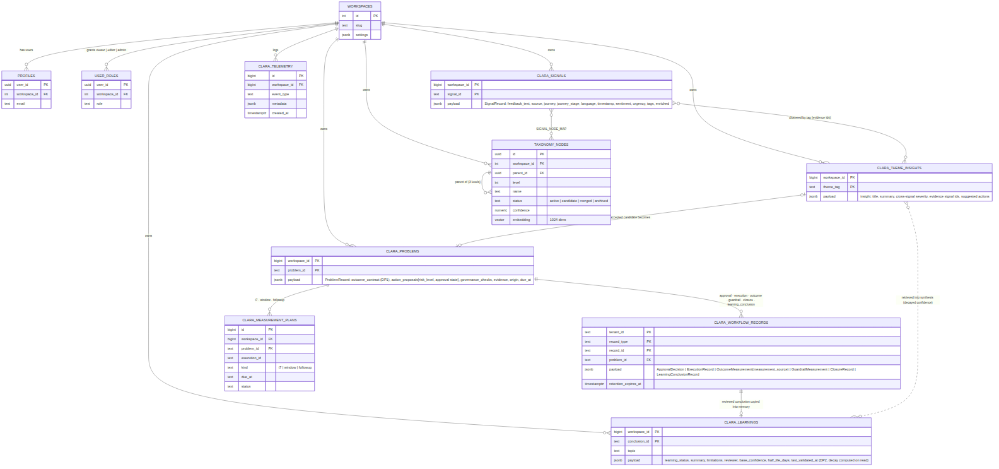 WORKSPACES
int id PK
text slug
jsonb settings
has users
grants viewer | editor | admin
logs
owns
PROFILES
uuid user_id PK
int workspace_id FK
text email
USER_ROLES
uuid user_id PK
int workspace_id FK
text role
CLARA_TELEMETRY
bigint id PK
bigint workspace_id FK
text event_type
jsonb metadata
timestamptz created_at
CLARA_SIGNALS
bigint workspace_id PK
text signal_id PK
jsonb payload SignalRecord: feedback_text, source, journey, journey_stage, language, timestamp, sentiment, urgency, tags, enriched
owns
owns
clustered by tag (evidence ids)
owns
SIGNAL_NODE_MAP
TAXONOMY_NODES
uuid id PK
int workspace_id FK
uuid parent_id FK
int level
text name
text status active | candidate | merged | archived
numeric confidence
vector embedding 1024 dims
parent of (3 levels)
CLARA_THEME_INSIGHTS
bigint workspace_id PK
text theme_tag PK
jsonb payload Insight: title, summary, cross-signal severity, evidence signal ids, suggested actions
accepted candidate becomes
owns
CLARA_PROBLEMS
bigint workspace_id PK
text problem_id PK
jsonb payload ProblemRecord: outcome_contract (DP1), action_proposals[risk_level, approval state], governance_checks, evidence, origin, due_at
t7 · window · followup
approval · execution · outcome
· guardrail · closure ·
learning_conclusion
retrieved into synthesis
(decayed confidence)
CLARA_MEASUREMENT_PLANS
bigint id PK
bigint workspace_id FK
text problem_id FK
text execution_id
text kind t7 | window | followup
text due_at
text status
CLARA_WORKFLOW_RECORDS
text tenant_id PK
text record_type PK
text record_id PK
text problem_id FK
jsonb payload ApprovalDecision | ExecutionRecord | OutcomeMeasurement(measurement_source) | GuardrailMeasurement | ClosureRecord |
LearningConclusionRecord
timestamptz retention_expires_at
reviewed conclusion copied
into memory
CLARA_LEARNINGS
bigint workspace_id PK
text conclusion_id PK
text topic
jsonb payload learning_status, summary, limitations, reviewer, base_confidence, half_life_days, last_validated_at (DP2, decay computed on read)